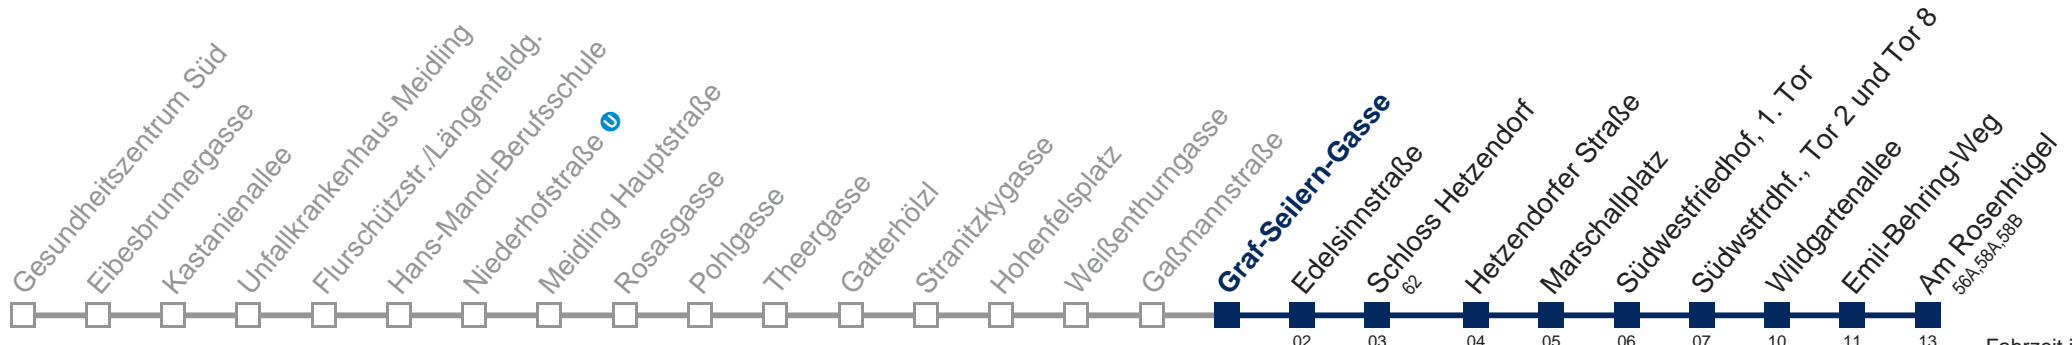 Gesundheitszentrum Süd
Eibesbrunnergasse
Kastanienallee
Unfallkrankenhaus Meidling
Flurschützstr./Längenfeldg.
Hans-Mandl-Berufsschule
Niederhofstraße U
Meidling Hauptstraße
Rosasgasse
Pohlgasse
Theergasse
Gatterhölzl
Stranitzkygasse
Hohenfelsplatz
Weißenthurngasse
Gaßmannstraße
Graf-Seilern-Gasse
Edelsinnstraße
Schloss Hetzendorf
62
Hetzendorfer Straße
Marschallplatz
Südwestfriedhof, 1. Tor
Südwstfrdhf., Tor 2 und Tor 8
Wildgartenallee
Emil-Behring-Weg
Am Rosenhügel
56A,58A,58B
02 03 04 05 06 07 10 11 13